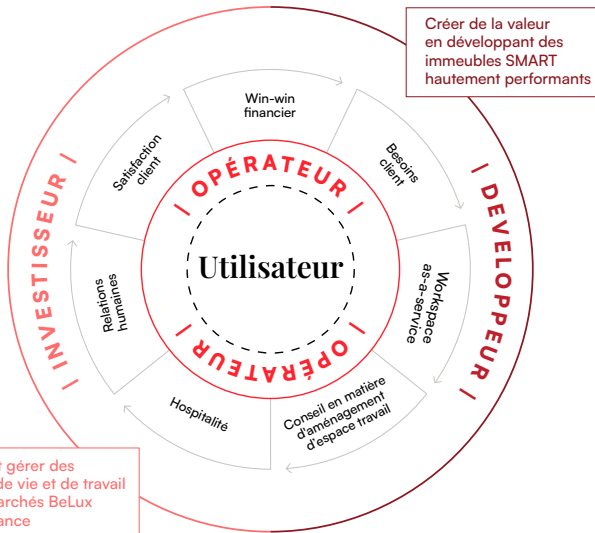 Créer de la valeur
en développant des
immeubles SMART
hautement performants
Win-win
financier
Besoins
client
Workspace
as-a-service
Conseil en matière
d'aménagement
d'espace travail
Hospitalité
Relations
humaines
Satisfaction
client
| OPÉRATEUR |
Utilisateur
| OPÉRATEUR |
| INVESTISSEUR |
| DEVELOPPEUR |
t gérer des
de vie et de travail
archés BeLux
ance